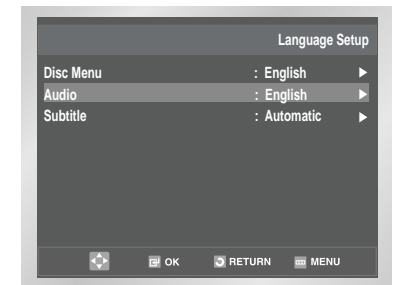 Language Setup
Disc Menu : English
Audio : English
Subtitle : Automatic
OK RETURN MENU